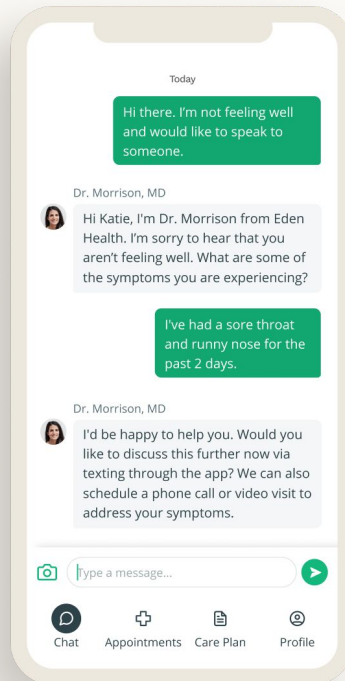 Today
Hi there. I'm not feeling well
and would like to speak to
someone.
Dr. Morrison, MD
Hi Katie, I'm Dr. Morrison from Eden
Health. I'm sorry to hear that you
aren't feeling well. What are some of
the symptoms you are experiencing?
I've had a sore throat
and runny nose for the
past 2 days.
Dr. Morrison, MD
I'd be happy to help you. Would you
like to discuss this further now via
texting through the app? We can also
schedule a phone call or video visit to
address your symptoms.
Type a message...
Chat Appointments Care Plan Profile